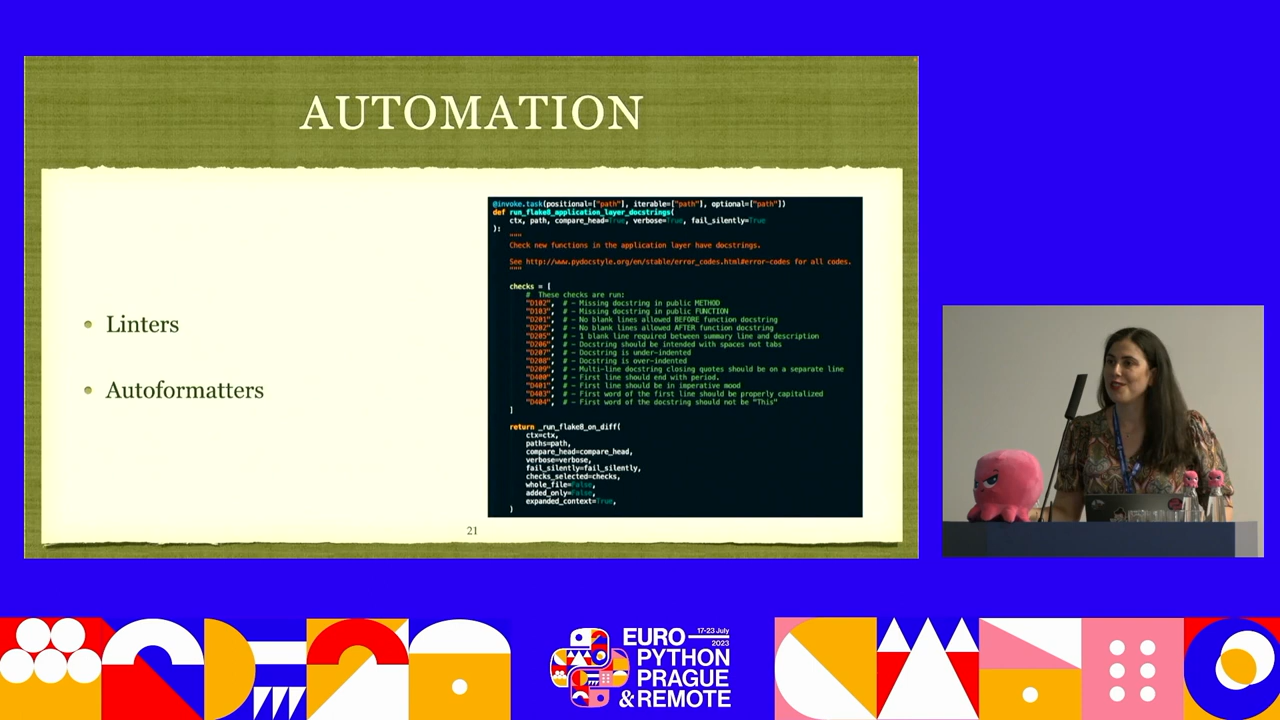 AUTOMATION
Linters
Autoformatters
@invoke.task(positional=["path"], iterable=["path"], optional=["path"])
def run_flake8_application_layer_docstrings(
ctx, path, compare_head=True, verbose=True, fail_silently=True
):
"""
Check new functions in the application layer have docstrings.
See http://www.pydocstyle.org/en/stable/error_codes.html#error-codes for all codes.
"""
checks = [
# These checks are run:
"D102", # - Missing docstring in public METHOD
"D103", # - Missing docstring in public FUNCTION
"D201", # - No blank lines allowed BEFORE function docstring
"D202", # - No blank lines allowed AFTER function docstring
"D205", # - 1 blank line required between summary line and description
"D206", # - Docstring should be intended with spaces not tabs
"D207", # - Docstring is under-indented
"D208", # - Docstring is over-indented
"D209", # - Multi-line docstring closing quotes should be on a separate line
"D400", # - First line should end with period.
"D401", # - First line should be in imperative mood
"D403", # - First word of the first line should be properly capitalized
"D404", # - First word of the docstring should not be "This"
]
return _run_flake8_on_diff(
ctx=ctx,
paths=path,
compare_head=compare_head,
verbose=verbose,
fail_silently=fail_silently,
checks_selected=checks,
whole_file=False,
added_only=False,
expanded_context=True,
)
21
EURO 17-23 July
2023
PYTHON
PRAGUE
& REMOTE